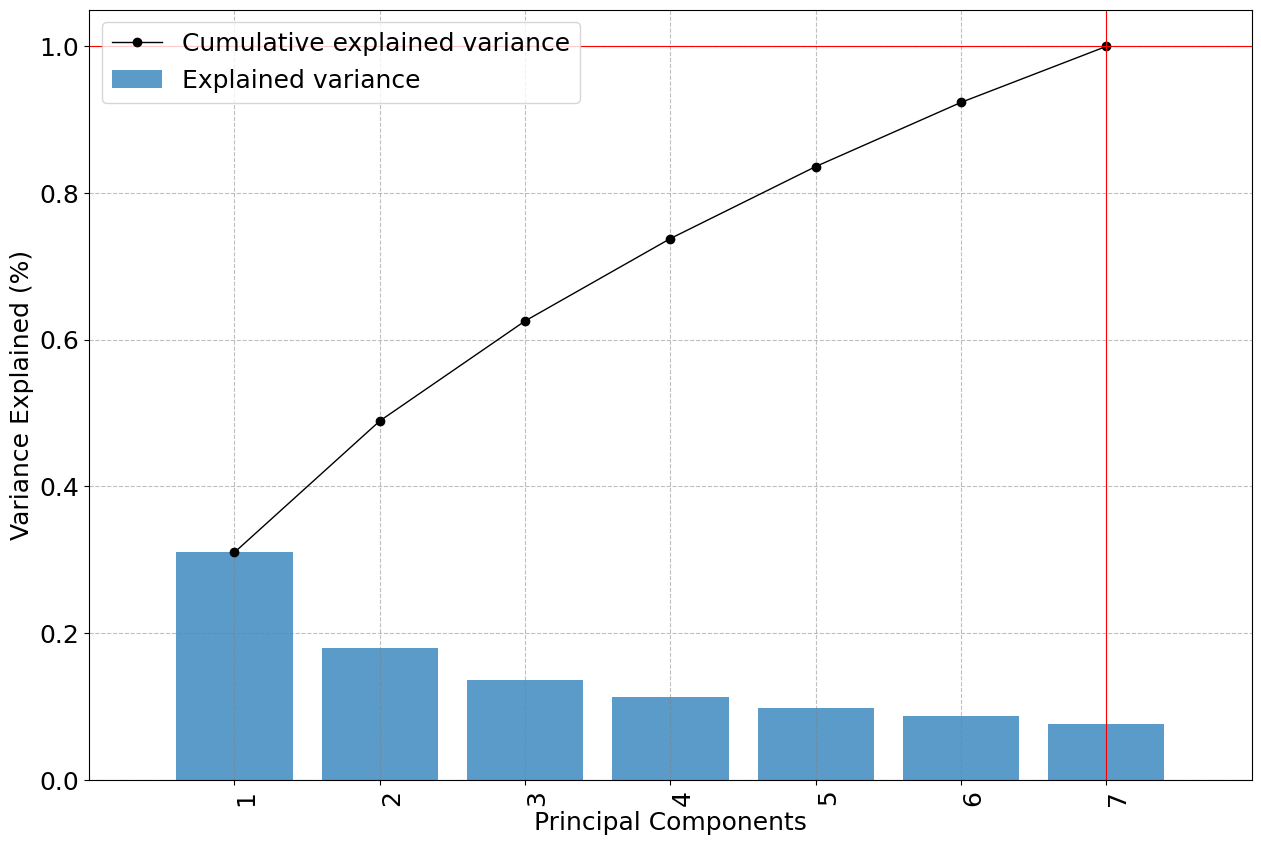 Cumulative explained variance
Explained variance
Variance Explained (%)
1.0
0.8
0.6
0.4
0.2
0.0
1 2 3 4 5 6 7
Principal Components